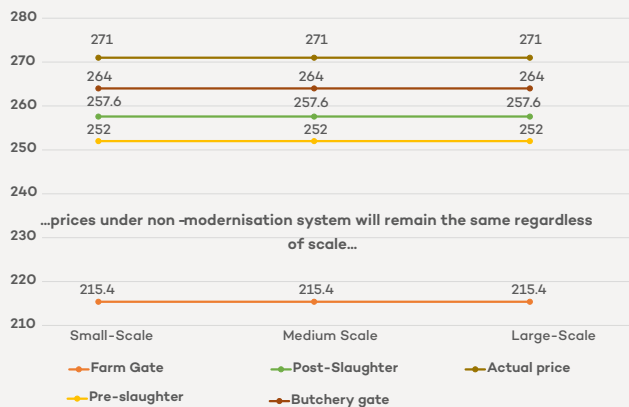 280
271 271 271
270
264 264 264
260
257.6 257.6 257.6
252 252 252
250
240
...prices under non -modernisation system will remain the same regardless
of scale...
230
220
215.4 215.4 215.4
210
Small-Scale Medium Scale Large-Scale
Farm Gate Post-Slaughter Actual price
Pre-slaughter Butchery gate